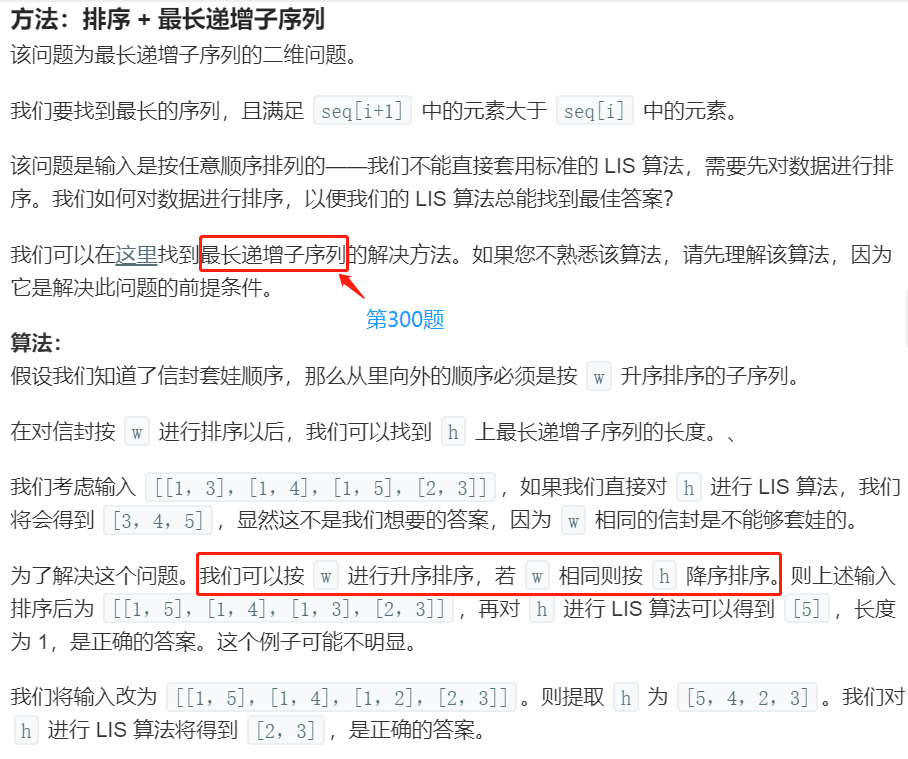 方法：排序 + 最长递增子序列
该问题为最长递增子序列的二维问题。
我们要找到最长的序列，且满足 seq[i+1] 中的元素大于 seq[i] 中的元素。
该问题是输入是按任意顺序排列的——我们不能直接套用标准的 LIS 算法，需要先对数据进行排
序。我们如何对数据进行排序，以便我们的 LIS 算法总能找到最佳答案？
我们可以在这里找到最长递增子序列的解决方法。如果您不熟悉该算法，请先理解该算法，因为
它是解决此问题的前提条件。
第300题
算法：
假设我们知道了信封套娃顺序，那么从里向外的顺序必须是按 w 升序排序的子序列。
在对信封按 w 进行排序以后，我们可以找到 h 上最长递增子序列的长度。、
我们考虑输入 [[1, 3], [1, 4], [1, 5], [2, 3]]，如果我们直接对 h 进行 LIS 算法，我们
将会得到 [3, 4, 5]，显然这不是我们想要的答案，因为 w 相同的信封是不能够套娃的。
为了解决这个问题。我们可以按 w 进行升序排序，若 w 相同则按 h 降序排序。则上述输入
排序后为 [[1, 5], [1, 4], [1, 3], [2, 3]]，再对 h 进行 LIS 算法可以得到 [5]，长度
为 1，是正确的答案。这个例子可能不明显。
我们将输入改为 [[1, 5], [1, 4], [1, 2], [2, 3]]。则提取 h 为 [5, 4, 2, 3]。我们对
h 进行 LIS 算法将得到 [2, 3]，是正确的答案。